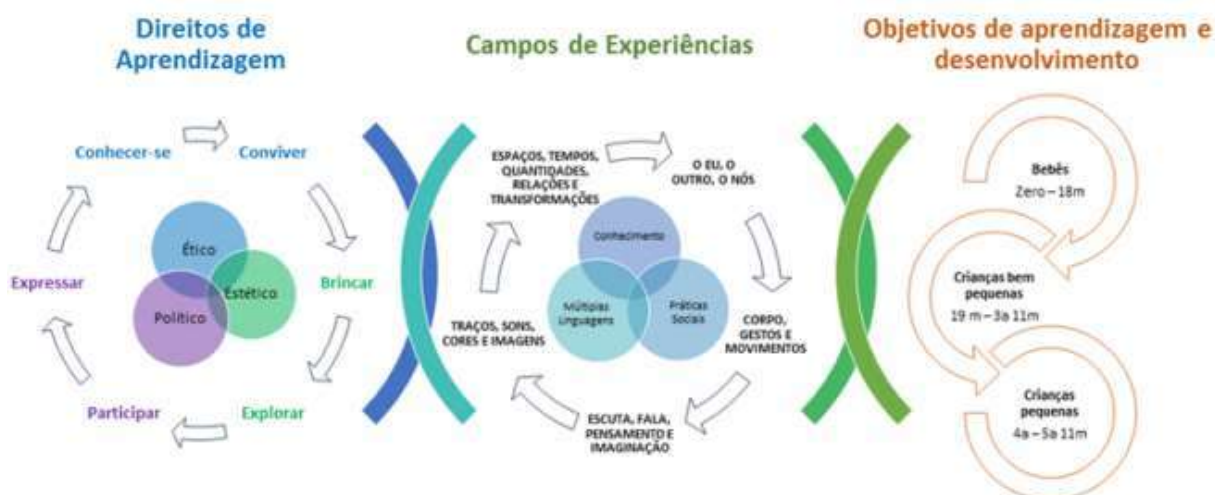 Direitos de
Aprendizagem
Conhecer-se
Conviver
Brincar
Explorar
Participar
Expressar
Ético
Estético
Político
Campos de Experiências
ESPAÇOS, TEMPOS,
QUANTIDADES,
RELAÇÕES E
TRANSFORMAÇÕES
O EU, O
OUTRO, O NÓS
CORPO,
GESTOS E
MOVIMENTOS
ESCUTA, FALA,
PENSAMENTO E
IMAGINAÇÃO
TRAÇOS, SONS,
CORES E IMAGENS
Conhecimento
Múltiplas
Linguagens
Práticas
Sociais
Objetivos de aprendizagem e
desenvolvimento
Bebês
Zero – 18m
Crianças bem
pequenas
19 m – 3a 11m
Crianças
pequenas
4a – 5a 11m